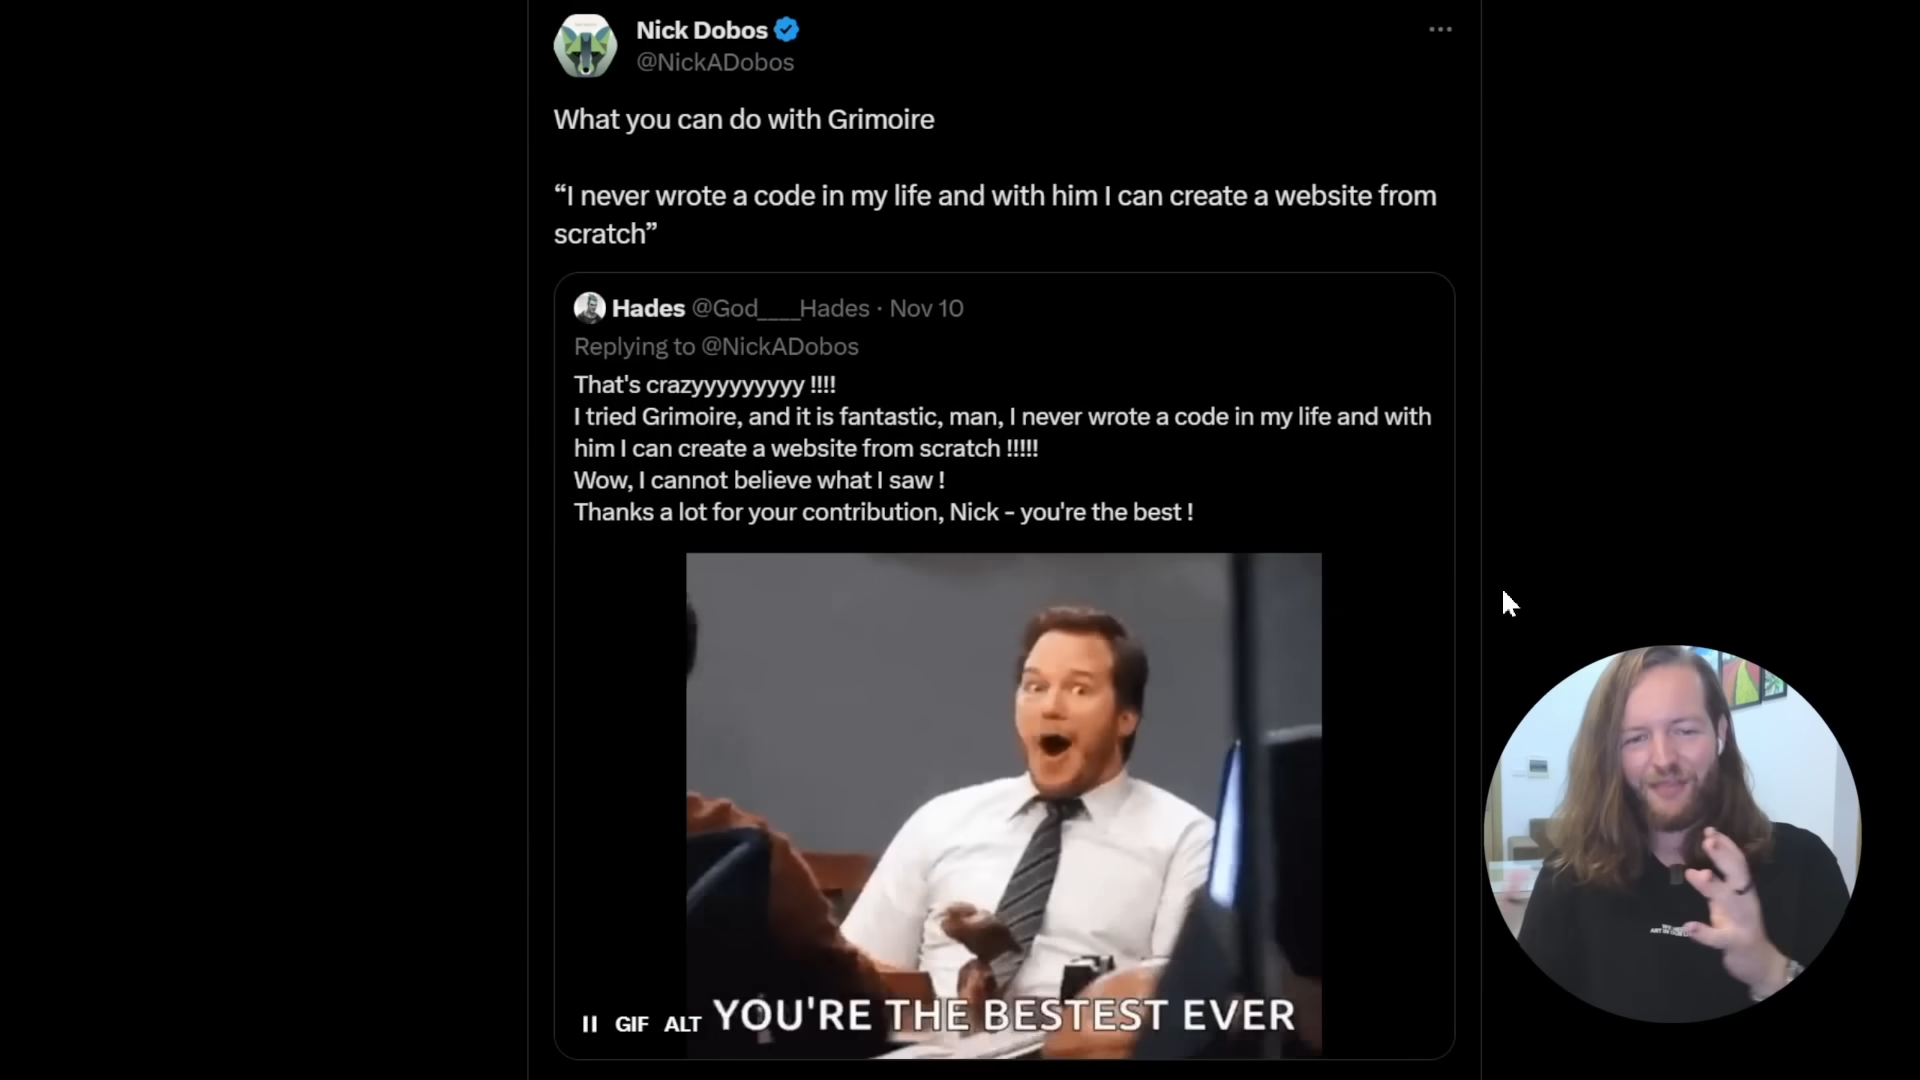 Nick Dobos
@NickADobos
What you can do with Grimoire
“I never wrote a code in my life and with him I can create a website from
scratch”
Hades @God____Hades · Nov 10
Replying to @NickADobos
That's crazyyyyyyyyy !!!!
I tried Grimoire, and it is fantastic, man, I never wrote a code in my life and with
him I can create a website from scratch !!!!!
Wow, I cannot believe what I saw !
Thanks a lot for your contribution, Nick - you're the best !
GIF ALT
YOU'RE THE BESTEST EVER